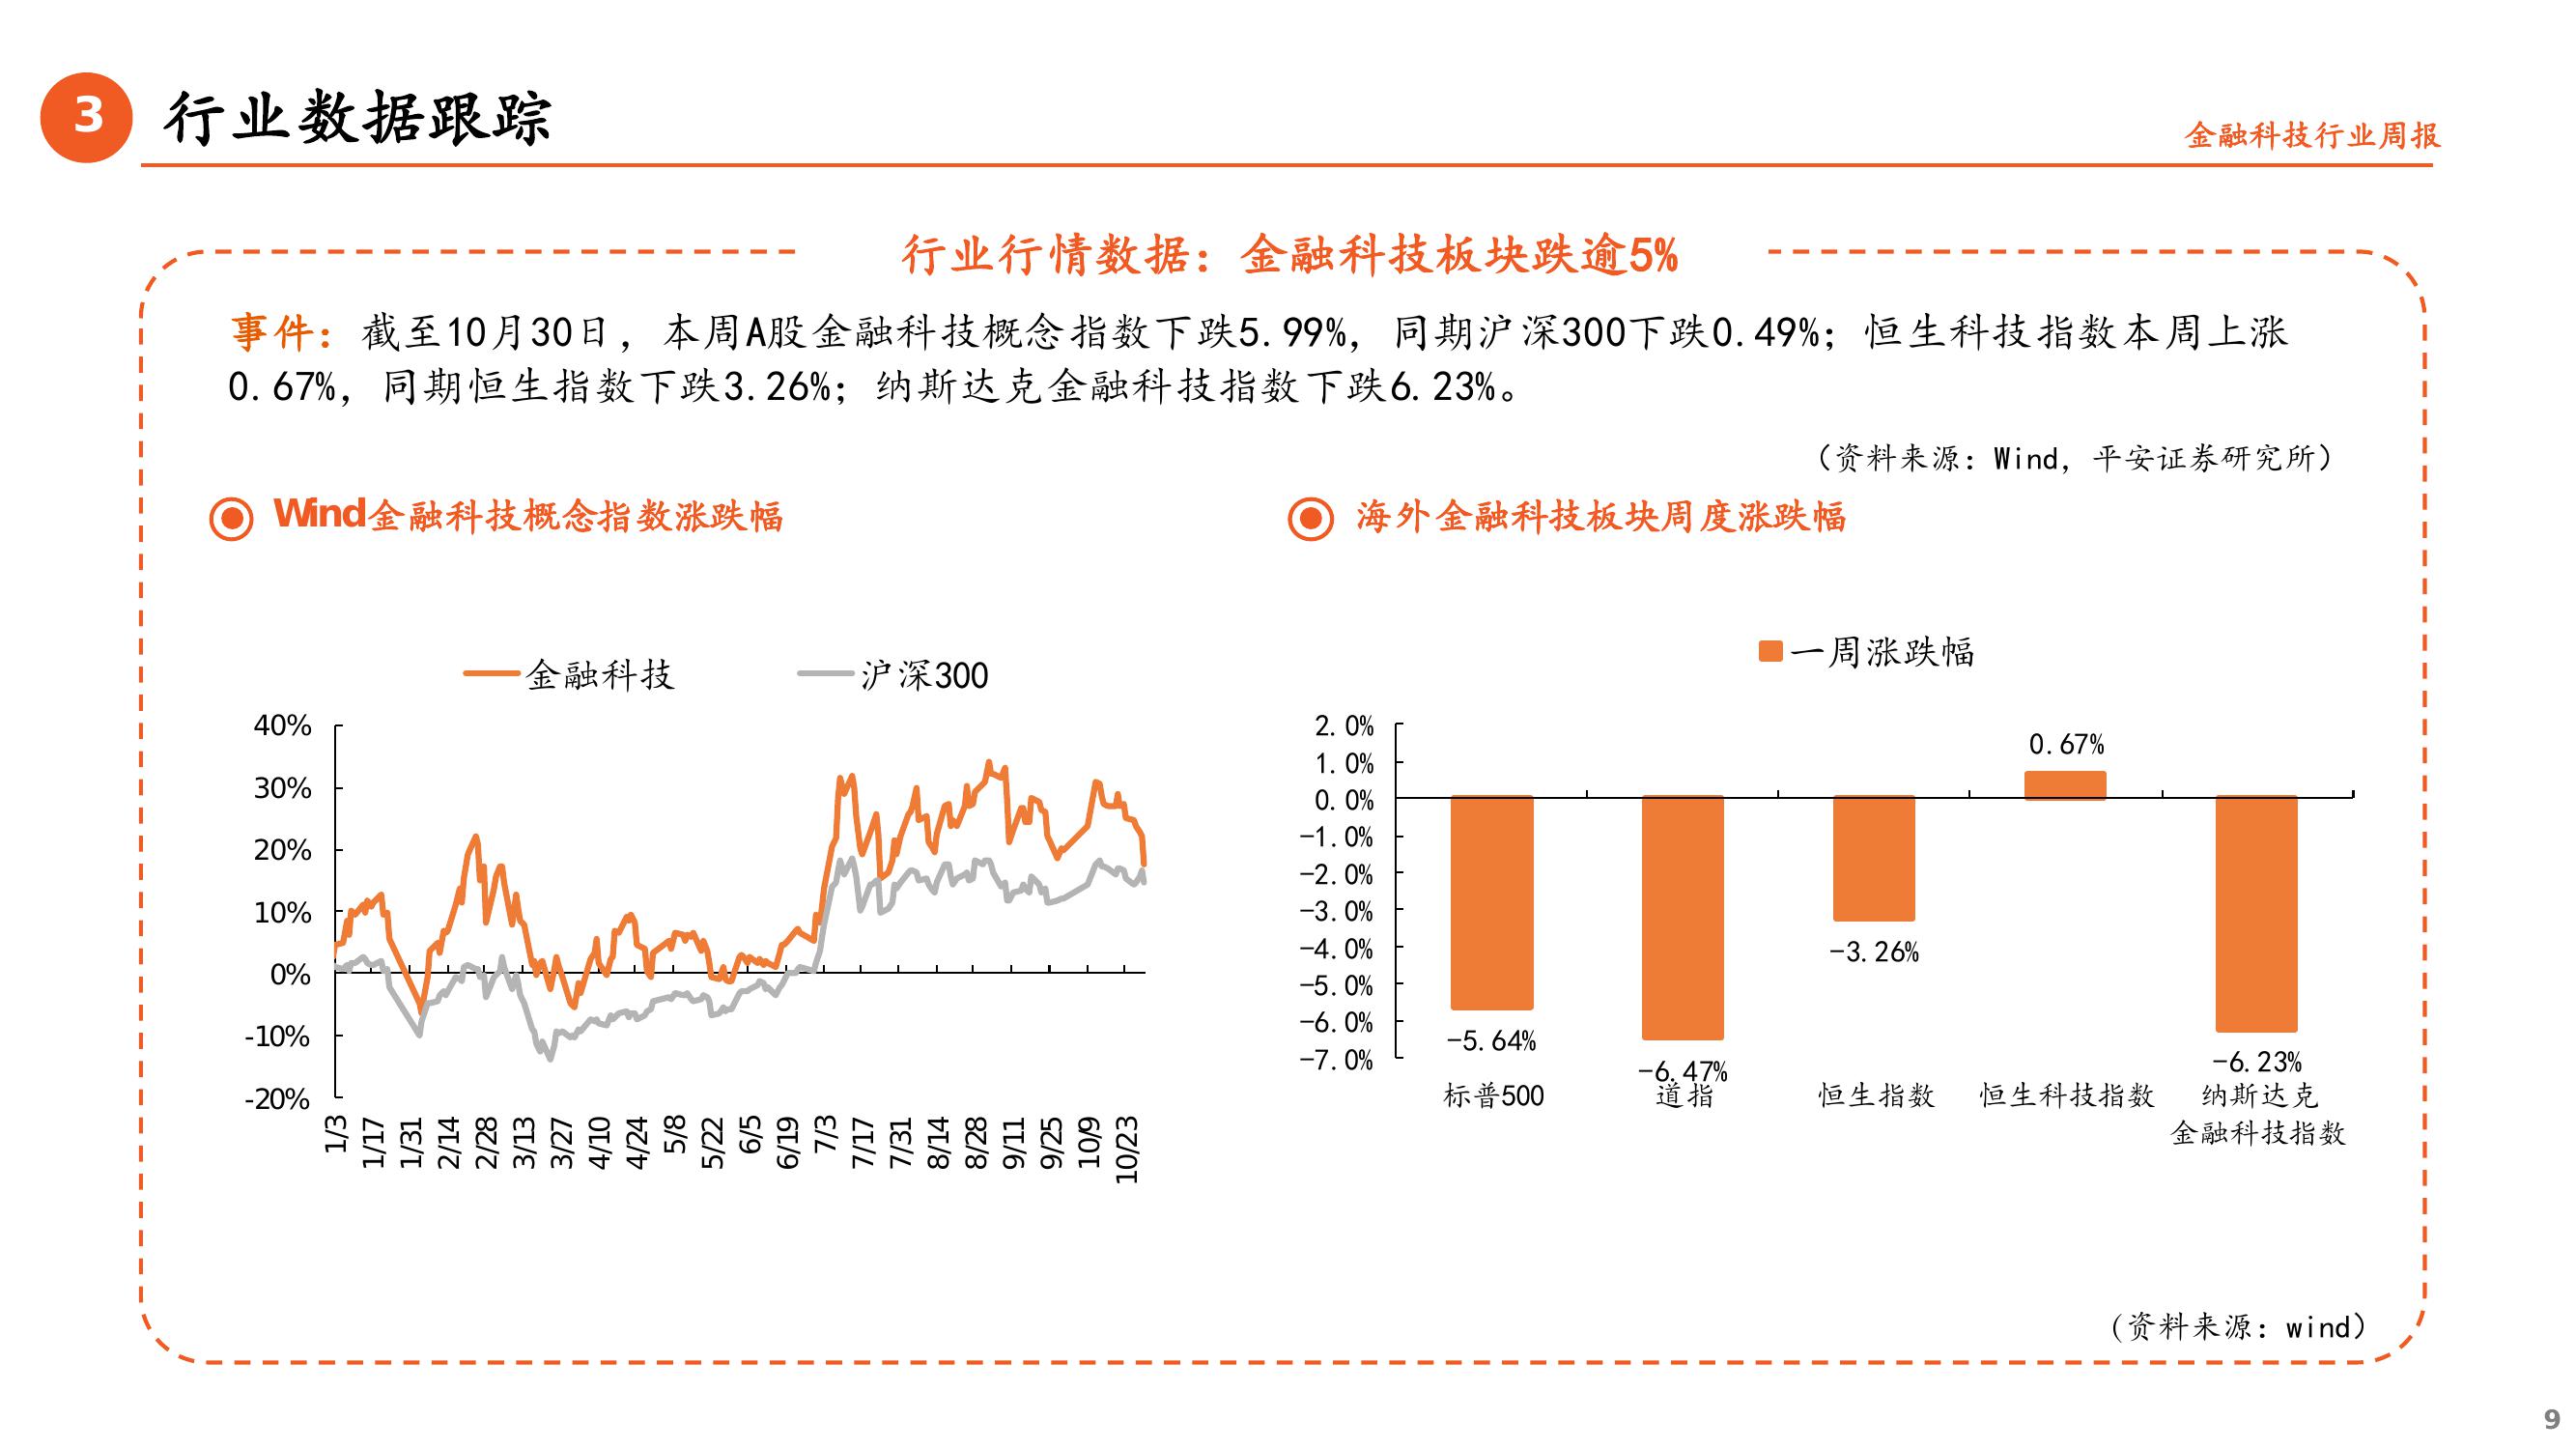 3
行业数据跟踪
金融科技行业周报
行业行情数据：金融科技板块跌逾5%
事件：截至10月30日，本周A股金融科技概念指数下跌5.99%，同期沪深300下跌0.49%；恒生科技指数本周上涨
0.67%，同期恒生指数下跌3.26%；纳斯达克金融科技指数下跌6.23%。
（资料来源：Wind，平安证券研究所）
Wind金融科技概念指数涨跌幅
金融科技 沪深300
40%
30%
20%
10%
0%
-10%
-20%
1/3 1/17 1/31 2/14 2/28 3/13 3/27 4/10 4/24 5/8 5/22 6/5 6/19 7/3 7/17 7/31 8/14 8/28 9/11 9/25 10/9 10/23
海外金融科技板块周度涨跌幅
一周涨跌幅
2.0%
1.0%
0.0%
-1.0%
-2.0%
-3.0%
-4.0%
-5.0%
-6.0%
-7.0%
-5.64%
-6.47%
-3.26%
0.67%
-6.23%
标普500 道指 恒生指数 恒生科技指数 纳斯达克
金融科技指数
（资料来源：wind）
9